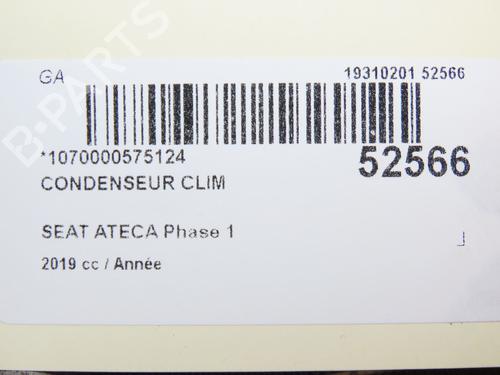 B-PARTS
GA
19310201 52566
*1070000575124
52566
CONDENSEUR CLIM
SEAT ATECA Phase 1
2019 cc / Année